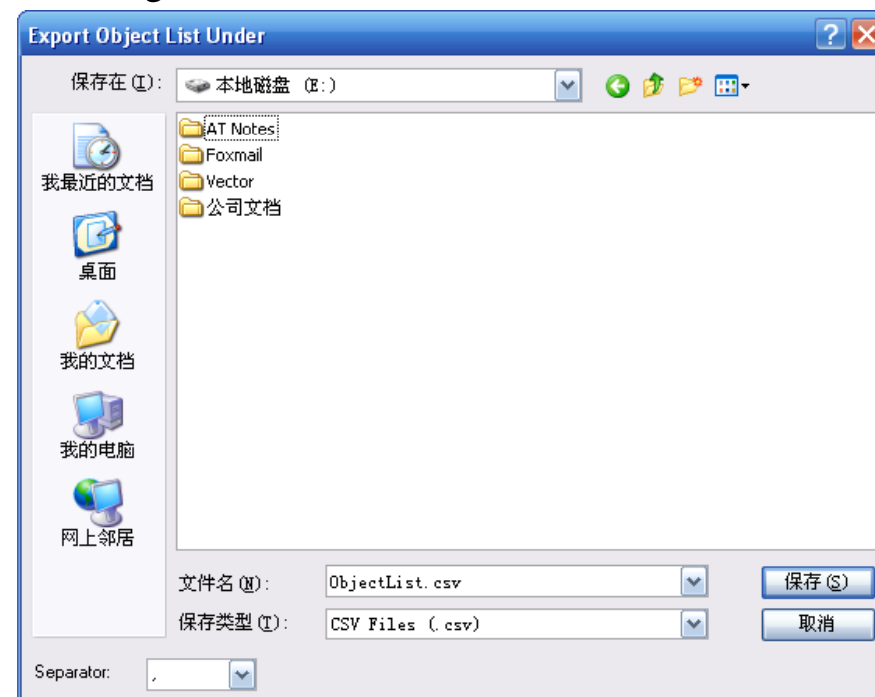 Export Object List Under
保存在(I):
本地磁盘 (E:)
AT Notes
Foxmail
Vector
公司文档
我最近的文档
桌面
我的文档
我的电脑
网上邻居
文件名(N):
ObjectList.csv
保存(S)
保存类型(T):
CSV Files (.csv)
取消
Separator:
,